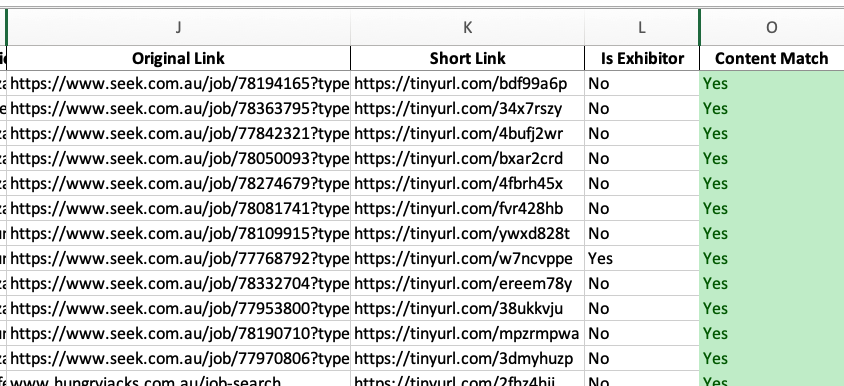 J K L O
Original Link Short Link Is Exhibitor Content Match
https://www.seek.com.au/job/78194165?type https://tinyurl.com/bdf99a6p No Yes
https://www.seek.com.au/job/78363795?type https://tinyurl.com/34x7rszy No Yes
https://www.seek.com.au/job/77842321?type https://tinyurl.com/4bufj2wr No Yes
https://www.seek.com.au/job/78050093?type https://tinyurl.com/bxar2crd No Yes
https://www.seek.com.au/job/78274679?type https://tinyurl.com/4fbrh45x No Yes
https://www.seek.com.au/job/78081741?type https://tinyurl.com/fvr428hb No Yes
https://www.seek.com.au/job/78109915?type https://tinyurl.com/ywxd828t No Yes
https://www.seek.com.au/job/77768792?type https://tinyurl.com/w7ncvppe Yes Yes
https://www.seek.com.au/job/78332704?type https://tinyurl.com/ereem78y No Yes
https://www.seek.com.au/job/77953800?type https://tinyurl.com/38ukkvju No Yes
https://www.seek.com.au/job/78190710?type https://tinyurl.com/mpzrmpwa No Yes
https://www.seek.com.au/job/77970806?type https://tinyurl.com/3dmyhuzp No Yes
www.hungryjacks.com.au/job-search No Yes